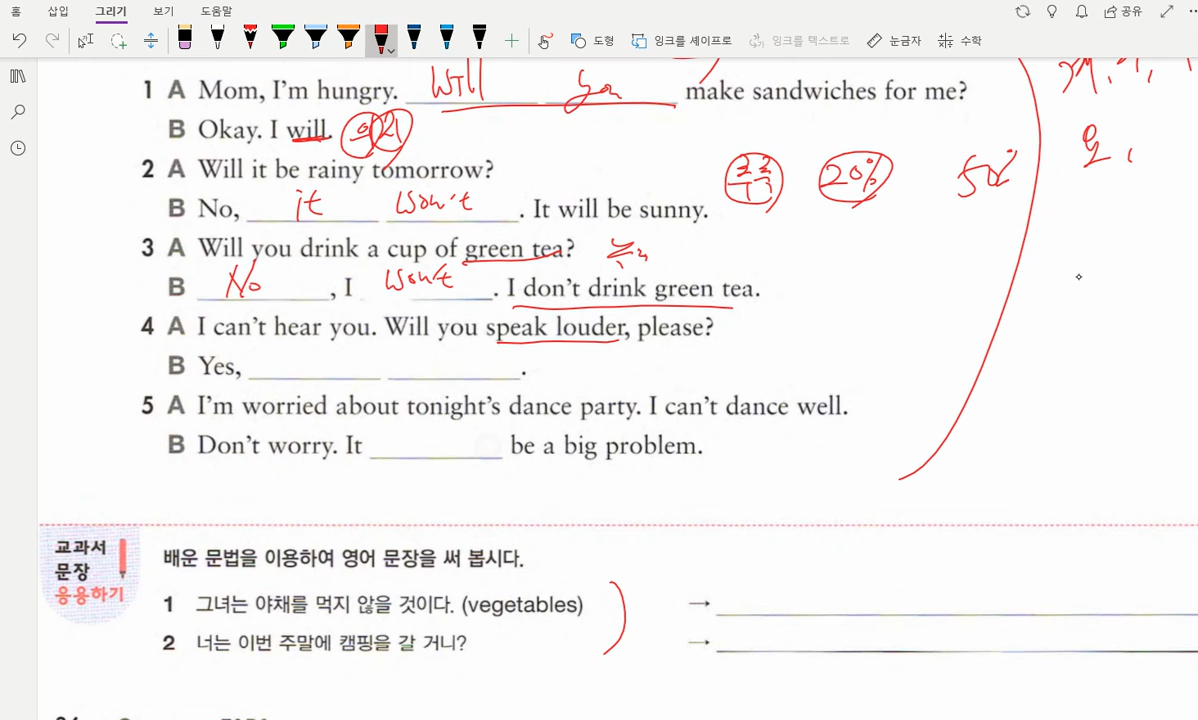 홈 삽입 그리기 보기 도움말 공유
도형 잉크를 셰이프로 잉크를 텍스트로 눈금자 수학
1 A Mom, I'm hungry. Will you make sandwiches for me?
B Okay. I will. 의지
2 A Will it be rainy tomorrow?
20% 50%
B No, it won't. It will be sunny.
3 A Will you drink a cup of green tea?
B No, I won't. I don't drink green tea.
4 A I can't hear you. Will you speak louder, please?
B Yes, ____ ____.
5 A I'm worried about tonight's dance party. I can't dance well.
B Don't worry. It ____ be a big problem.
교과서
문장
응용하기
배운 문법을 이용하여 영어 문장을 써 봅시다.
1 그녀는 야채를 먹지 않을 것이다. (vegetables) →
2 너는 이번 주말에 캠핑을 갈 거니? →